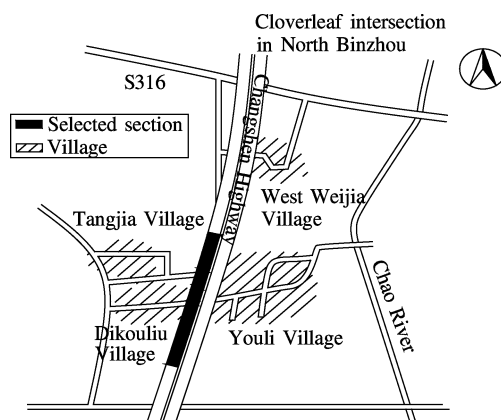 Cloverleaf intersection
in North Binzhou
S316
Changshen Highway
Selected section
Village
Tangjia Village
West Weijia
Village
Dikouliu
Village
Youli Village
Chao River